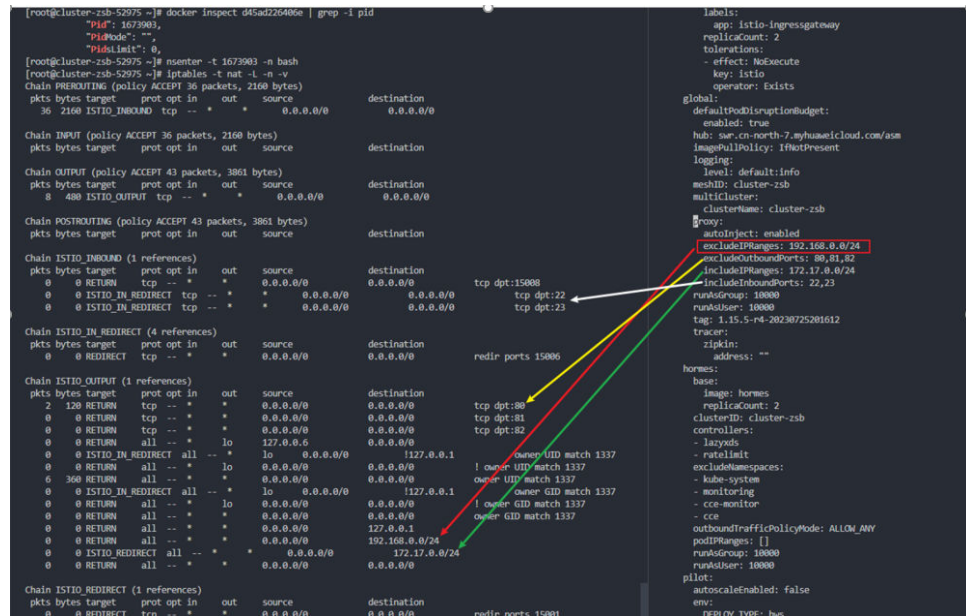 [root@cluster-zsb-52975 ~]# docker inspect d45ad226406e | grep -i pid
"Pid": 1673903,
"PidMode": "",
"PidsLimit": 0,
[root@cluster-zsb-52975 ~]# nsenter -t 1673903 -n bash
[root@cluster-zsb-52975 ~]# iptables -t nat -L -n -v
Chain PREROUTING (policy ACCEPT 36 packets, 2160 bytes)
pkts bytes target prot opt in out source destination
36 2160 ISTIO_INBOUND tcp -- * * 0.0.0.0/0 0.0.0.0/0
Chain INPUT (policy ACCEPT 36 packets, 2160 bytes)
pkts bytes target prot opt in out source destination
Chain OUTPUT (policy ACCEPT 43 packets, 3861 bytes)
pkts bytes target prot opt in out source destination
8 480 ISTIO_OUTPUT tcp -- * * 0.0.0.0/0 0.0.0.0/0
Chain POSTROUTING (policy ACCEPT 43 packets, 3861 bytes)
pkts bytes target prot opt in out source destination
Chain ISTIO_INBOUND (1 references)
pkts bytes target prot opt in out source destination
0 0 RETURN tcp -- * * 0.0.0.0/0 0.0.0.0/0 tcp dpt:15008
0 0 ISTIO_IN_REDIRECT tcp -- * * 0.0.0.0/0 0.0.0.0/0 tcp dpt:22
0 0 ISTIO_IN_REDIRECT tcp -- * * 0.0.0.0/0 0.0.0.0/0 tcp dpt:23
Chain ISTIO_IN_REDIRECT (4 references)
pkts bytes target prot opt in out source destination
0 0 REDIRECT tcp -- * * 0.0.0.0/0 0.0.0.0/0 redir ports 15006
Chain ISTIO_OUTPUT (1 references)
pkts bytes target prot opt in out source destination
2 120 RETURN tcp -- * * 0.0.0.0/0 0.0.0.0/0 tcp dpt:80
0 0 RETURN tcp -- * * 0.0.0.0/0 0.0.0.0/0 tcp dpt:81
0 0 RETURN tcp -- * * 0.0.0.0/0 0.0.0.0/0 tcp dpt:82
0 0 RETURN all -- * lo 127.0.0.6 0.0.0.0/0
0 0 ISTIO_IN_REDIRECT all -- * lo 0.0.0.0/0 !127.0.0.1 owner UID match 1337
0 0 RETURN all -- * lo 0.0.0.0/0 0.0.0.0/0 ! owner UID match 1337
6 360 RETURN all -- * * 0.0.0.0/0 0.0.0.0/0 owner UID match 1337
0 0 ISTIO_IN_REDIRECT all -- * lo 0.0.0.0/0 !127.0.0.1 owner GID match 1337
0 0 RETURN all -- * lo 0.0.0.0/0 0.0.0.0/0 ! owner GID match 1337
0 0 RETURN all -- * * 0.0.0.0/0 0.0.0.0/0 owner GID match 1337
0 0 RETURN all -- * * 0.0.0.0/0 127.0.0.1
0 0 RETURN all -- * * 0.0.0.0/0 192.168.0.0/24
0 0 ISTIO_REDIRECT all -- * * 0.0.0.0/0 172.17.0.0/24
0 0 RETURN all -- * * 0.0.0.0/0 0.0.0.0/0
Chain ISTIO_REDIRECT (1 references)
pkts bytes target prot opt in out source destination
0 0 REDIRECT tcp -- * * 0.0.0.0/0 0.0.0.0/0 redir ports 15001
labels:
app: istio-ingressgateway
replicaCount: 2
tolerations:
- effect: NoExecute
key: istio
operator: Exists
global:
defaultPodDisruptionBudget:
enabled: true
hub: swr.cn-north-7.myhuaweicloud.com/asm
imagePullPolicy: IfNotPresent
logging:
level: default:info
meshID: cluster-zsb
multiCluster:
clusterName: cluster-zsb
proxy:
autoInject: enabled
excludeIPRanges: 192.168.0.0/24
excludeOutboundPorts: 80,81,82
includeIPRanges: 172.17.0.0/24
includeInboundPorts: 22,23
runAsGroup: 10000
runAsUser: 10000
tag: 1.15.5-r4-20230725201612
tracer:
zipkin:
address: ""
hormes:
base:
image: hormes
replicaCount: 2
clusterID: cluster-zsb
controllers:
- lazyxds
- ratelimit
excludeNamespaces:
- kube-system
- monitoring
- cce-monitor
- cce
outboundTrafficPolicyMode: ALLOW_ANY
podIPRanges: []
runAsGroup: 10000
runAsUser: 10000
pilot:
autoscaleEnabled: false
env:
DEPLOY_TYPE: hws